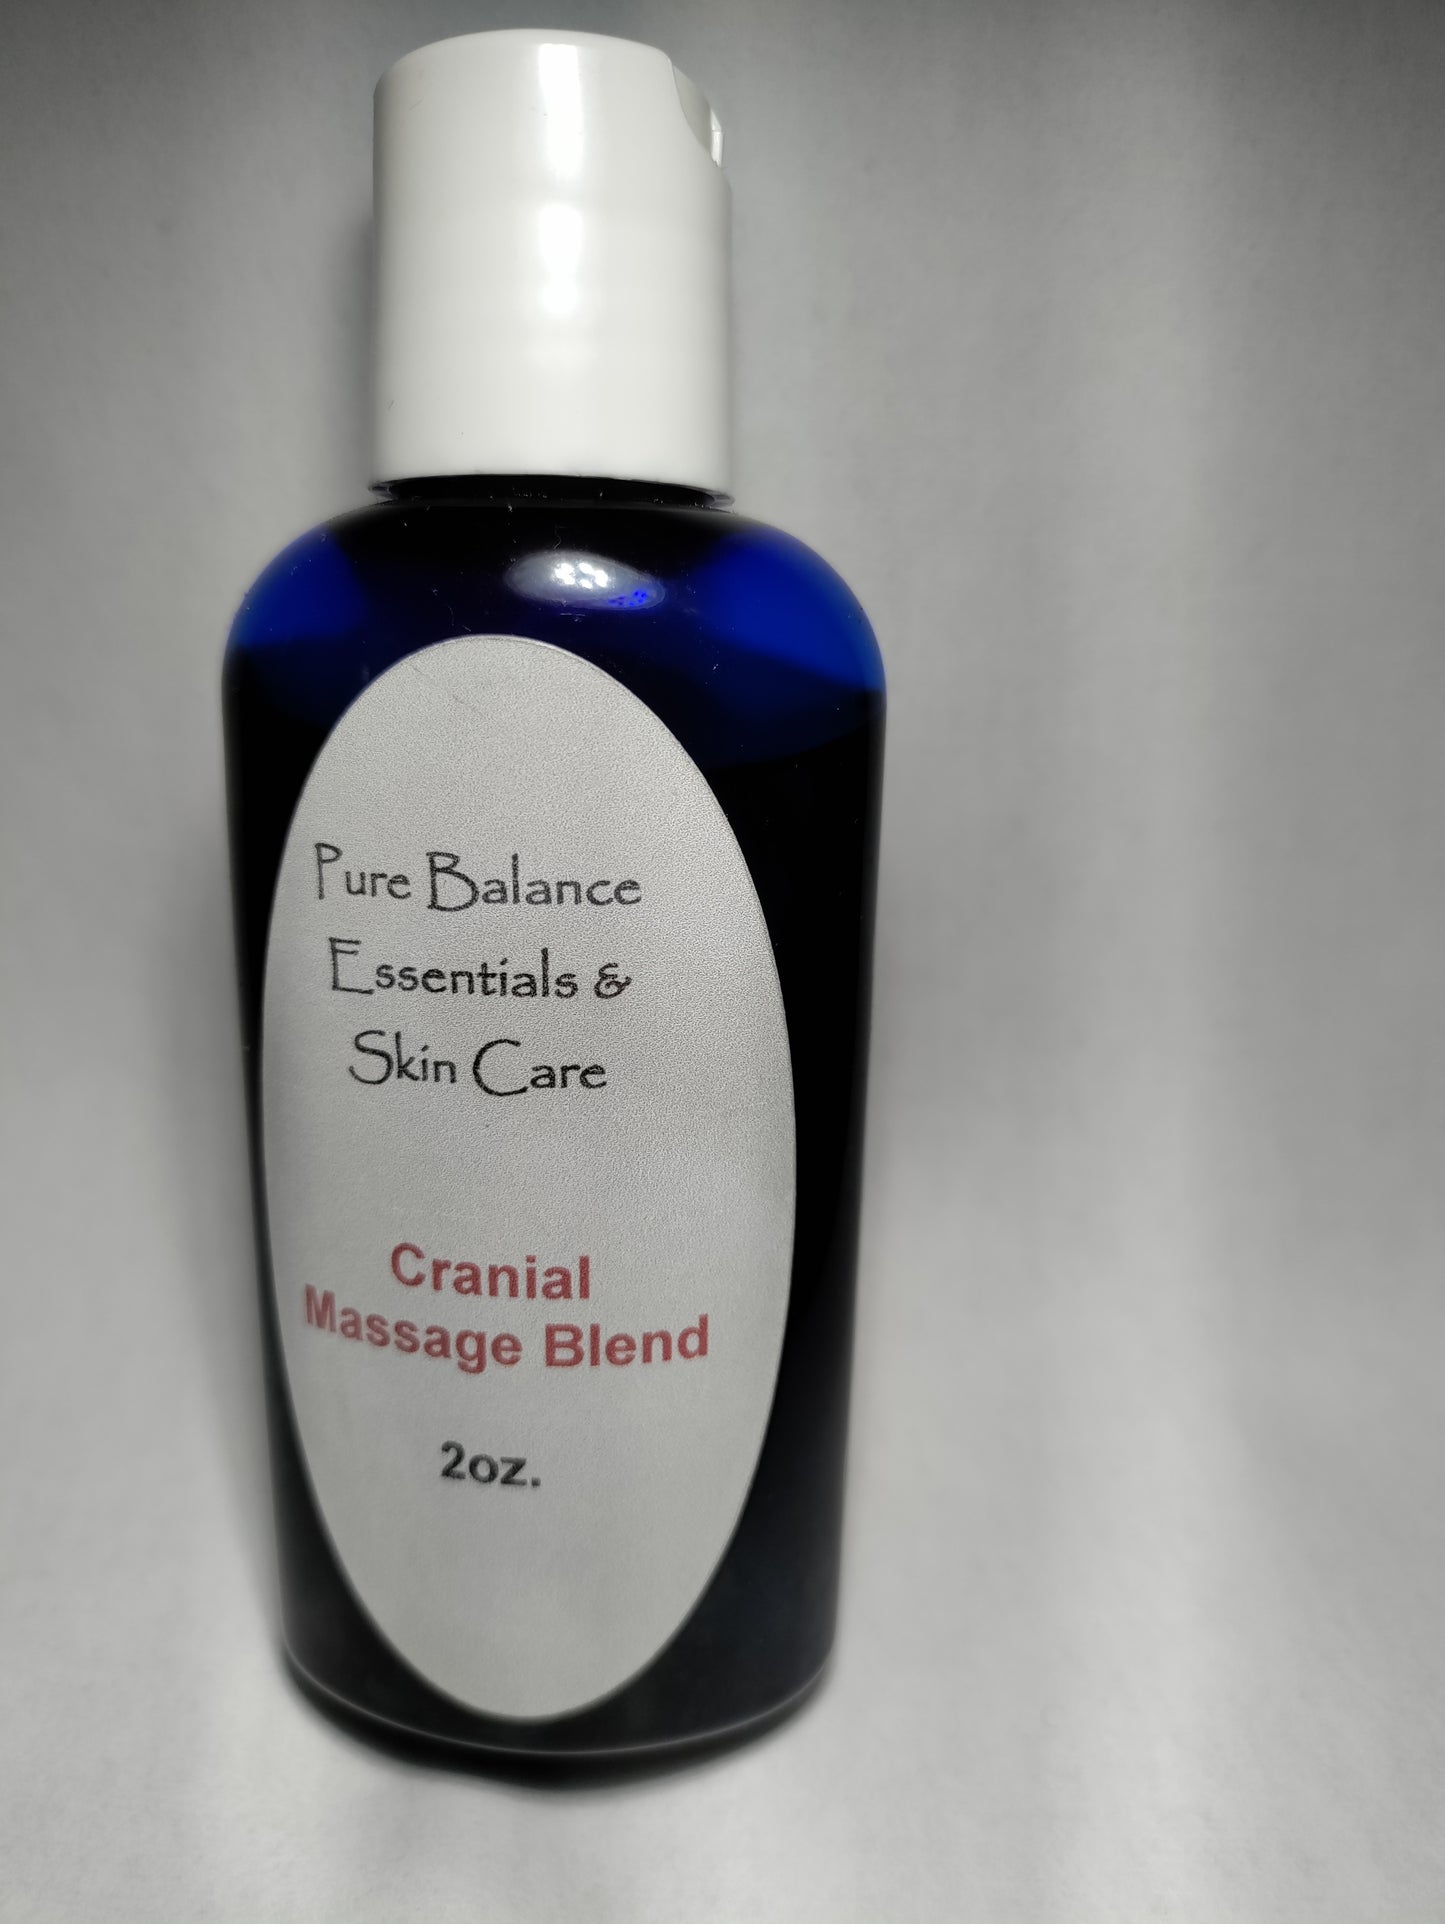 Pure Balance
Essentials &
Skin Care
Cranial
Massage Blend
2oz.